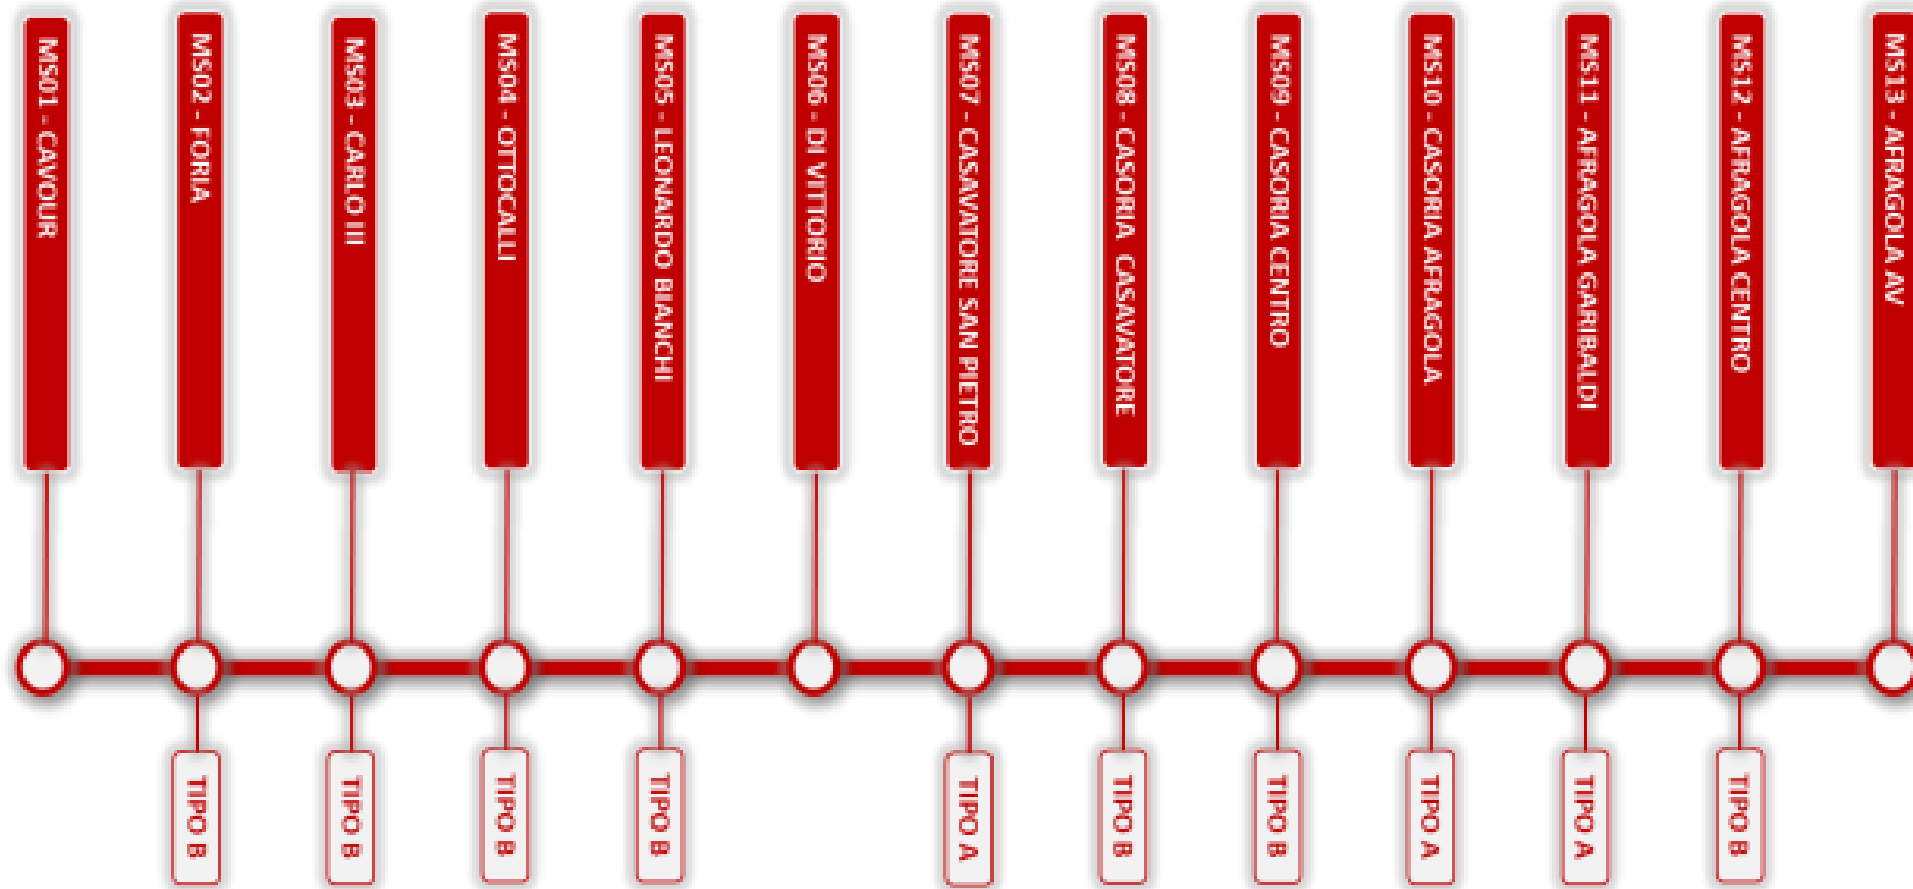 MS01 - CAVOUR
MS02 - FORIA
MS03 - CARLO III
MS04 - OTTOCALLI
MS05 - LEONARDO BIANCHI
MS06 - DI VITTORIO
MS07 - CASAVATORE SAN PIETRO
MS08 - CASORIA CASAVATORE
MS09 - CASORIA CENTRO
MS10 - CASORIA AFRAGOLA
MS11 - AFRAGOLA GARIBALDI
MS12 - AFRAGOLA CENTRO
MS13 - AFRAGOLA AV
TIPO B
TIPO B
TIPO B
TIPO B
TIPO A
TIPO B
TIPO B
TIPO A
TIPO A
TIPO B